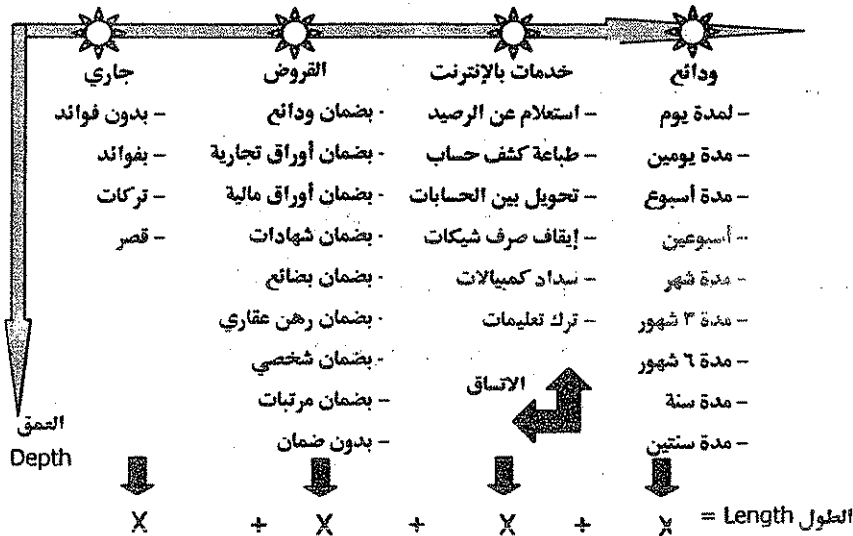 ودائع
– لمدة يوم
– مدة يومين
– مدة أسبوع
– أسبوعين
– مدة شهر
– مدة ٣ شهور
– مدة ٦ شهور
– مدة سنة
– مدة سنتين
خدمات بالإنترنت
– استعلام عن الرصيد
– طباعة كشف حساب
– تحويل بين الحسابات
– إيقاف صرف شيكات
– سداد كمبيالات
– ترك تعليمات
الاتساق
القروض
- بضمان ودائع
- بضمان أوراق تجارية
- بضمان أوراق مالية
- بضمان شهادات
- بضمان بضائع
- بضمان رهن عقاري
- بضمان شخصي
– بضمان مرتبات
– بدون ضمان
جاري
– بدون فوائد
– بفوائد
– تركات
– قصر
العمق
Depth
الطول Length = X + X + X + X